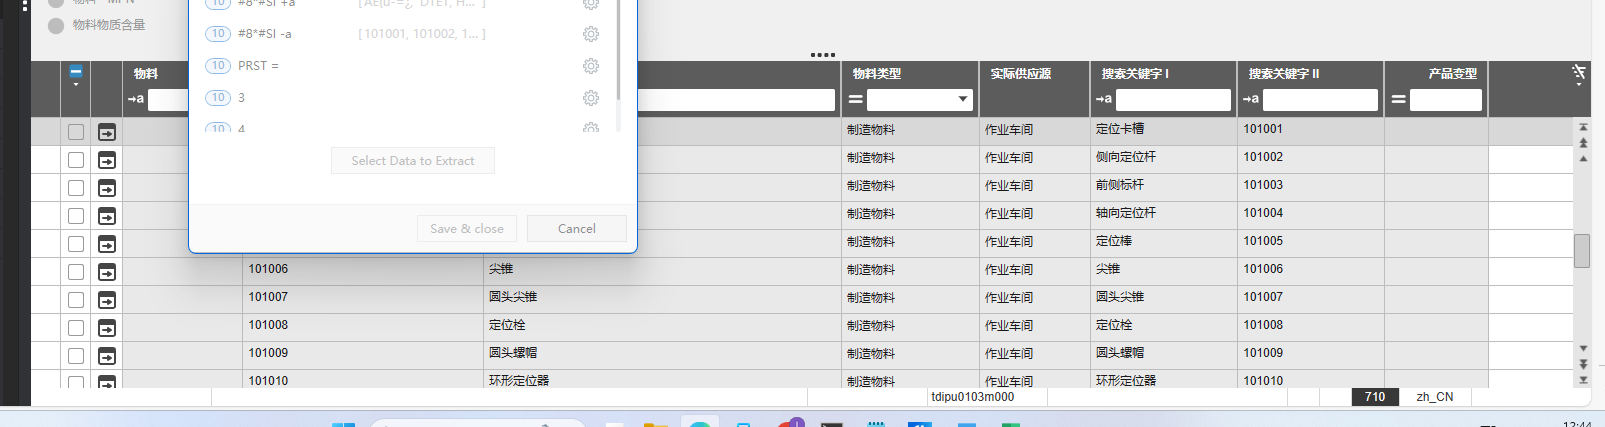 物料 - MPN
物料物质含量
10 #8*#SI +a
10 #8*#SI -a [101001, 101002, 1... ]
10 PRST =
10 3
10 4
Select Data to Extract
Save & close Cancel
物料 物料类型 实际供应源 搜索关键字 I 搜索关键字 II 产品变型
→a = →a →a =
制造物料 作业车间 定位卡槽 101001
制造物料 作业车间 侧向定位杆 101002
制造物料 作业车间 前侧标杆 101003
制造物料 作业车间 轴向定位杆 101004
制造物料 作业车间 定位棒 101005
101006 尖锥 制造物料 作业车间 尖锥 101006
101007 圆头尖锥 制造物料 作业车间 圆头尖锥 101007
101008 定位栓 制造物料 作业车间 定位栓 101008
101009 圆头螺帽 制造物料 作业车间 圆头螺帽 101009
101010 环形定位器 制造物料 作业车间 环形定位器 101010
tdipu0103m000 710 zh_CN
12:44